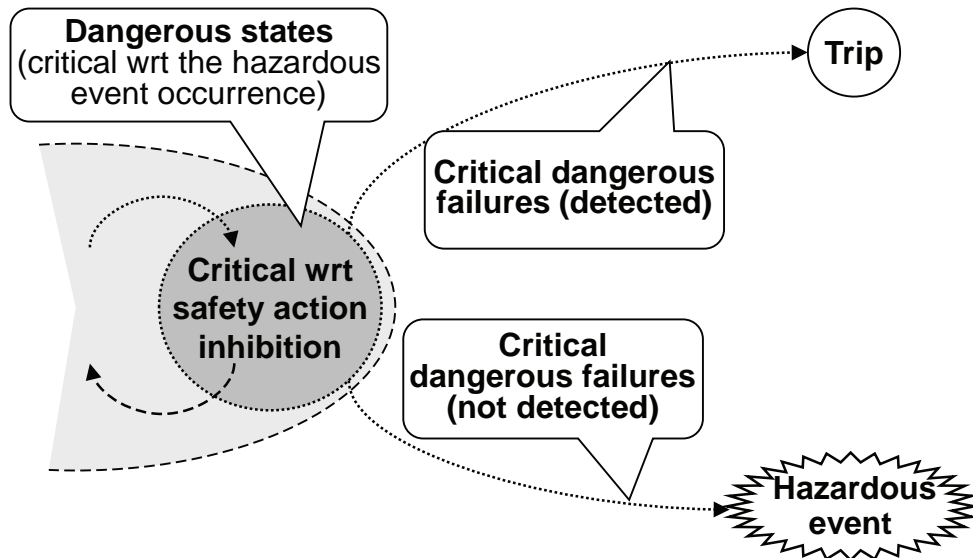 Dangerous states
(critical wrt the hazardous
event occurrence)
Trip
Critical dangerous
failures (detected)
Critical wrt
safety action
inhibition
Critical
dangerous failures
(not detected)
Hazardous
event